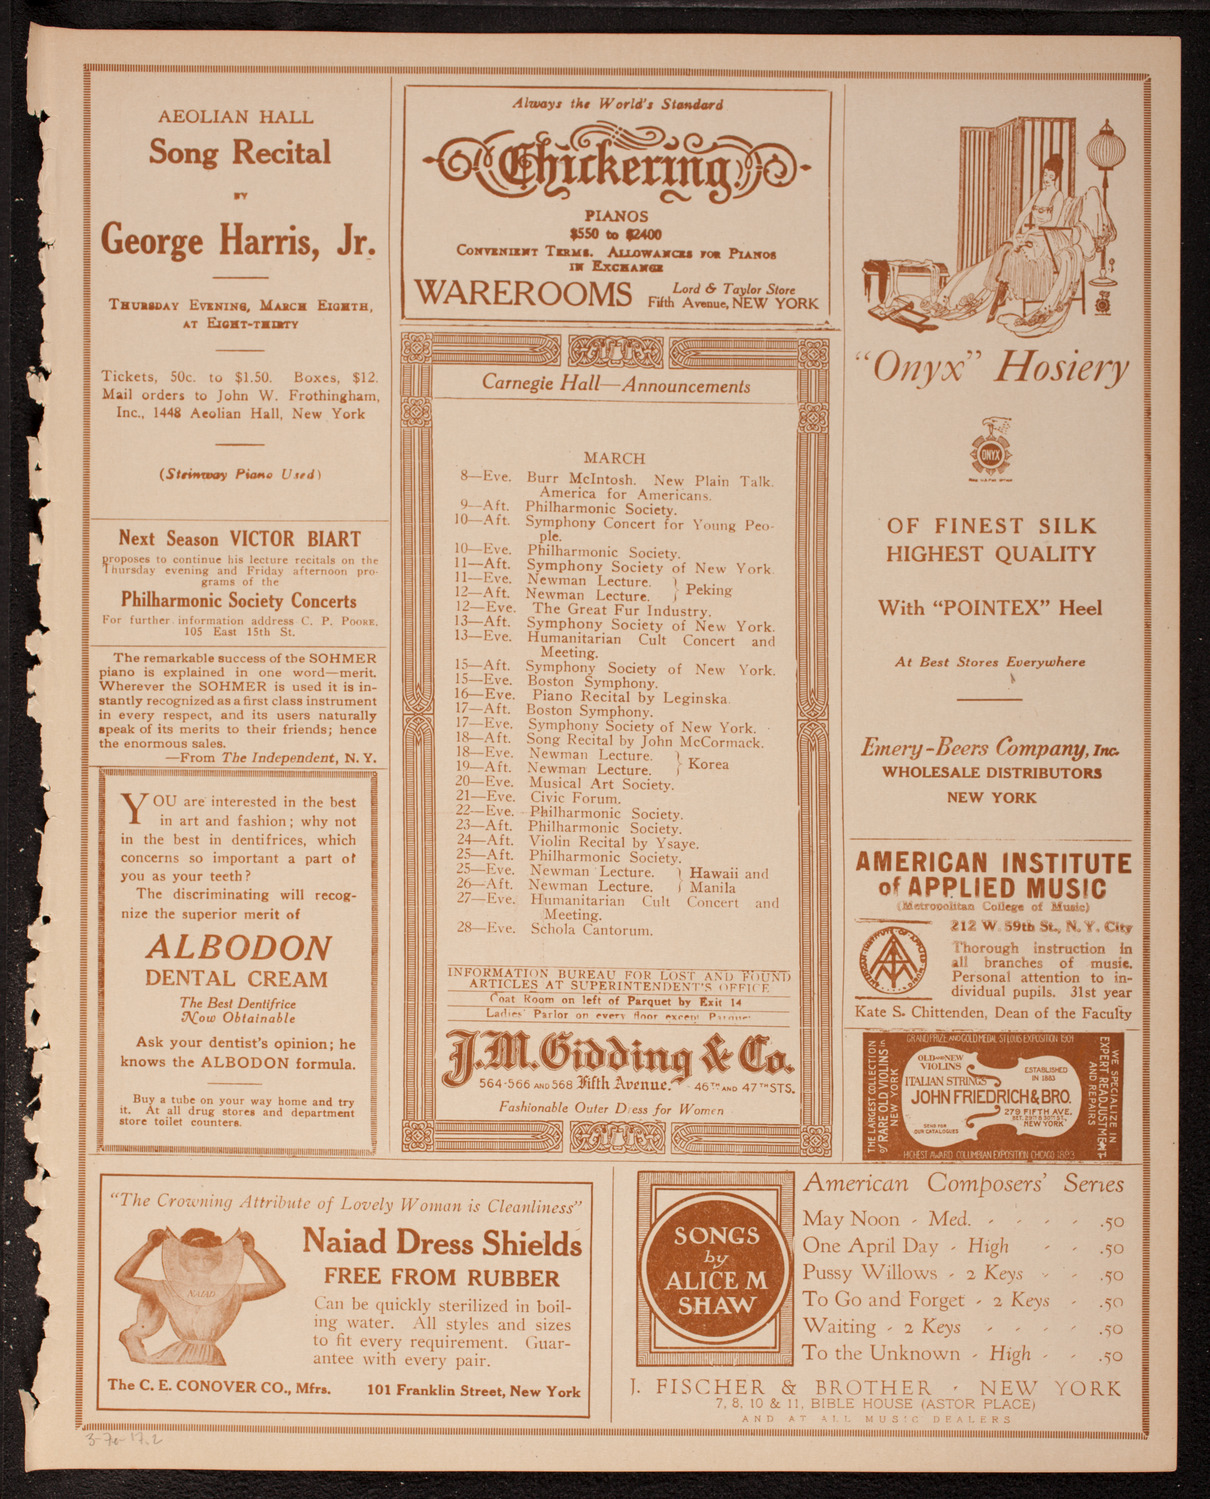 AEOLIAN HALL
Song Recital
BY
George Harris, Jr.
THURSDAY EVENING, MARCH EIGHTH,
AT EIGHT-THIRTY
Tickets, 50c. to $1.50. Boxes, $12.
Mail orders to John W. Frothingham,
Inc., 1448 Aeolian Hall, New York
(Steinway Piano Used)
Next Season VICTOR BIART
proposes to continue his lecture recitals on the
Thursday evening and Friday afternoon pro-
grams of the
Philharmonic Society Concerts
For further information address C. P. POORE,
105 East 15th St.
The remarkable success of the SOHMER
piano is explained in one word—merit.
Wherever the SOHMER is used it is in-
stantly recognized as a first class instrument
in every respect, and its users naturally
speak of its merits to their friends; hence
the enormous sales.
—From The Independent, N. Y.
YOU are interested in the best
in art and fashion; why not
in the best in dentifrices, which
concerns so important a part of
you as your teeth?
The discriminating will recog-
nize the superior merit of
ALBODON
DENTAL CREAM
The Best Dentifrice
Now Obtainable
Ask your dentist's opinion; he
knows the ALBODON formula.
Buy a tube on your way home and try
it. At all drug stores and department
store toilet counters.
Always the World's Standard
Chickering
PIANOS
$550 to $2400
CONVENIENT TERMS. ALLOWANCES FOR PIANOS
IN EXCHANGE
WAREROOMS Lord & Taylor Store
Fifth Avenue, NEW YORK
Carnegie Hall—Announcements
MARCH
8—Eve. Burr McIntosh. New Plain Talk.
America for Americans.
9—Aft. Philharmonic Society.
10—Aft. Symphony Concert for Young Peo-
ple.
10—Eve. Philharmonic Society.
11—Aft. Symphony Society of New York.
11—Eve. Newman Lecture. } Peking
12—Aft. Newman Lecture.
12—Eve. The Great Fur Industry.
13—Aft. Symphony Society of New York.
13—Eve. Humanitarian Cult Concert and
Meeting.
15—Aft. Symphony Society of New York.
15—Eve. Boston Symphony.
16—Eve. Piano Recital by Leginska.
17—Aft. Boston Symphony.
17—Eve. Symphony Society of New York.
18—Aft. Song Recital by John McCormack.
18—Eve. Newman Lecture. } Korea
19—Aft. Newman Lecture.
20—Eve. Musical Art Society.
21—Eve. Civic Forum.
22—Eve. Philharmonic Society.
23—Aft. Philharmonic Society.
24—Aft. Violin Recital by Ysaye.
25—Aft. Philharmonic Society.
25—Eve. Newman Lecture. } Hawaii and
26—Aft. Newman Lecture. } Manila
27—Eve. Humanitarian Cult Concert and
Meeting.
28—Eve. Schola Cantorum.
INFORMATION BUREAU FOR LOST AND FOUND
ARTICLES AT SUPERINTENDENT'S OFFICE
Coat Room on left of Parquet by Exit 14
Ladies' Parlor on every floor except Parquet
J. M. Gidding & Co.
564-566 AND 568 Fifth Avenue. 46TH AND 47TH STS.
Fashionable Outer Dress for Women
"Onyx" Hosiery
ONYX
OF FINEST SILK
HIGHEST QUALITY
With "POINTEX" Heel
At Best Stores Everywhere
Emery-Beers Company, Inc.
WHOLESALE DISTRIBUTORS
NEW YORK
AMERICAN INSTITUTE
of APPLIED MUSIC
(Metropolitan College of Music)
212 W. 59th St., N. Y. City
Thorough instruction in
all branches of music.
Personal attention to in-
dividual pupils. 31st year
Kate S. Chittenden, Dean of the Faculty
GRAND PRIZE AND GOLD MEDAL ST LOUIS EXPOSITION 1904
THE LARGEST COLLECTION
of RARE OLD VIOLINS in
NEW YORK
OLD AND NEW
VIOLINS
ITALIAN STRINGS
ESTABLISHED
IN 1883
JOHN FRIEDRICH & BRO.
279 FIFTH AVE.
NEW YORK
SEND FOR
OUR CATALOGUES
WE SPECIALIZE IN
EXPERT READJUSTMENT
AND REPAIRS
HIGHEST AWARD COLUMBIAN EXPOSITION CHICAGO 1893
"The Crowning Attribute of Lovely Woman is Cleanliness"
NAIAD
Naiad Dress Shields
FREE FROM RUBBER
Can be quickly sterilized in boil-
ing water. All styles and sizes
to fit every requirement. Guar-
antee with every pair.
The C. E. CONOVER CO., Mfrs. 101 Franklin Street, New York
SONGS
by
ALICE M
SHAW
American Composers' Series
May Noon - Med. - - - - .50
One April Day - High - - .50
Pussy Willows - 2 Keys - - .50
To Go and Forget - 2 Keys - .50
Waiting - 2 Keys - - - - .50
To the Unknown - High - - .50
J. FISCHER & BROTHER - NEW YORK
7, 8, 10 & 11, BIBLE HOUSE (ASTOR PLACE)
AND AT ALL MUSIC DEALERS